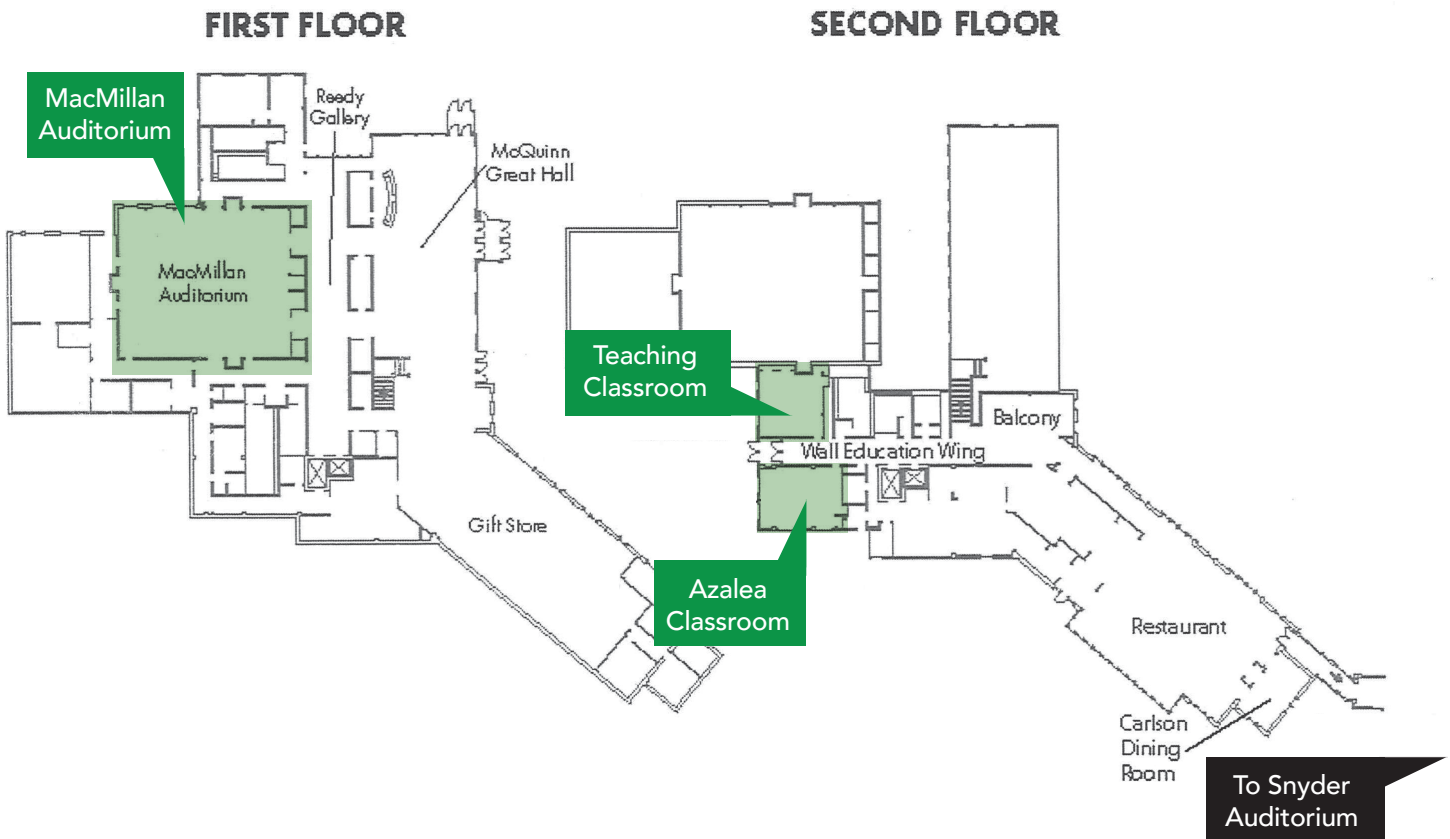 FIRST FLOOR
SECOND FLOOR
MacMillan
Auditorium
Reedy
Gallery
McQuinn
Great Hall
MacMillan
Auditorium
Teaching
Classroom
Balcony
Wall Education Wing
Gift Store
Azalea
Classroom
Restaurant
Carlson
Dining
Room
To Snyder
Auditorium